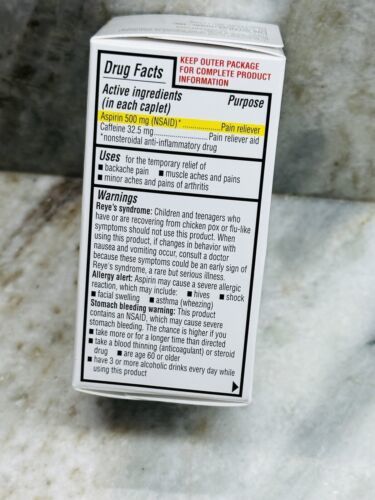 Drug Facts
KEEP OUTER PACKAGE
FOR COMPLETE PRODUCT
INFORMATION
Active ingredients
(in each caplet) Purpose
Aspirin 500 mg (NSAID)*....................Pain reliever
Caffeine 32.5 mg....................Pain reliever aid
*nonsteroidal anti-inflammatory drug
Uses for the temporary relief of
■ backache pain ■ muscle aches and pains
■ minor aches and pains of arthritis
Warnings
Reye's syndrome: Children and teenagers who
have or are recovering from chicken pox or flu-like
symptoms should not use this product. When
using this product, if changes in behavior with
nausea and vomiting occur, consult a doctor
because these symptoms could be an early sign of
Reye's syndrome, a rare but serious illness.
Allergy alert: Aspirin may cause a severe allergic
reaction, which may include: ■ hives ■ shock
■ facial swelling ■ asthma (wheezing)
Stomach bleeding warning: This product
contains an NSAID, which may cause severe
stomach bleeding. The chance is higher if you
■ take more or for a longer time than directed
■ take a blood thinning (anticoagulant) or steroid
drug ■ are age 60 or older
■ have 3 or more alcoholic drinks every day while
using this product